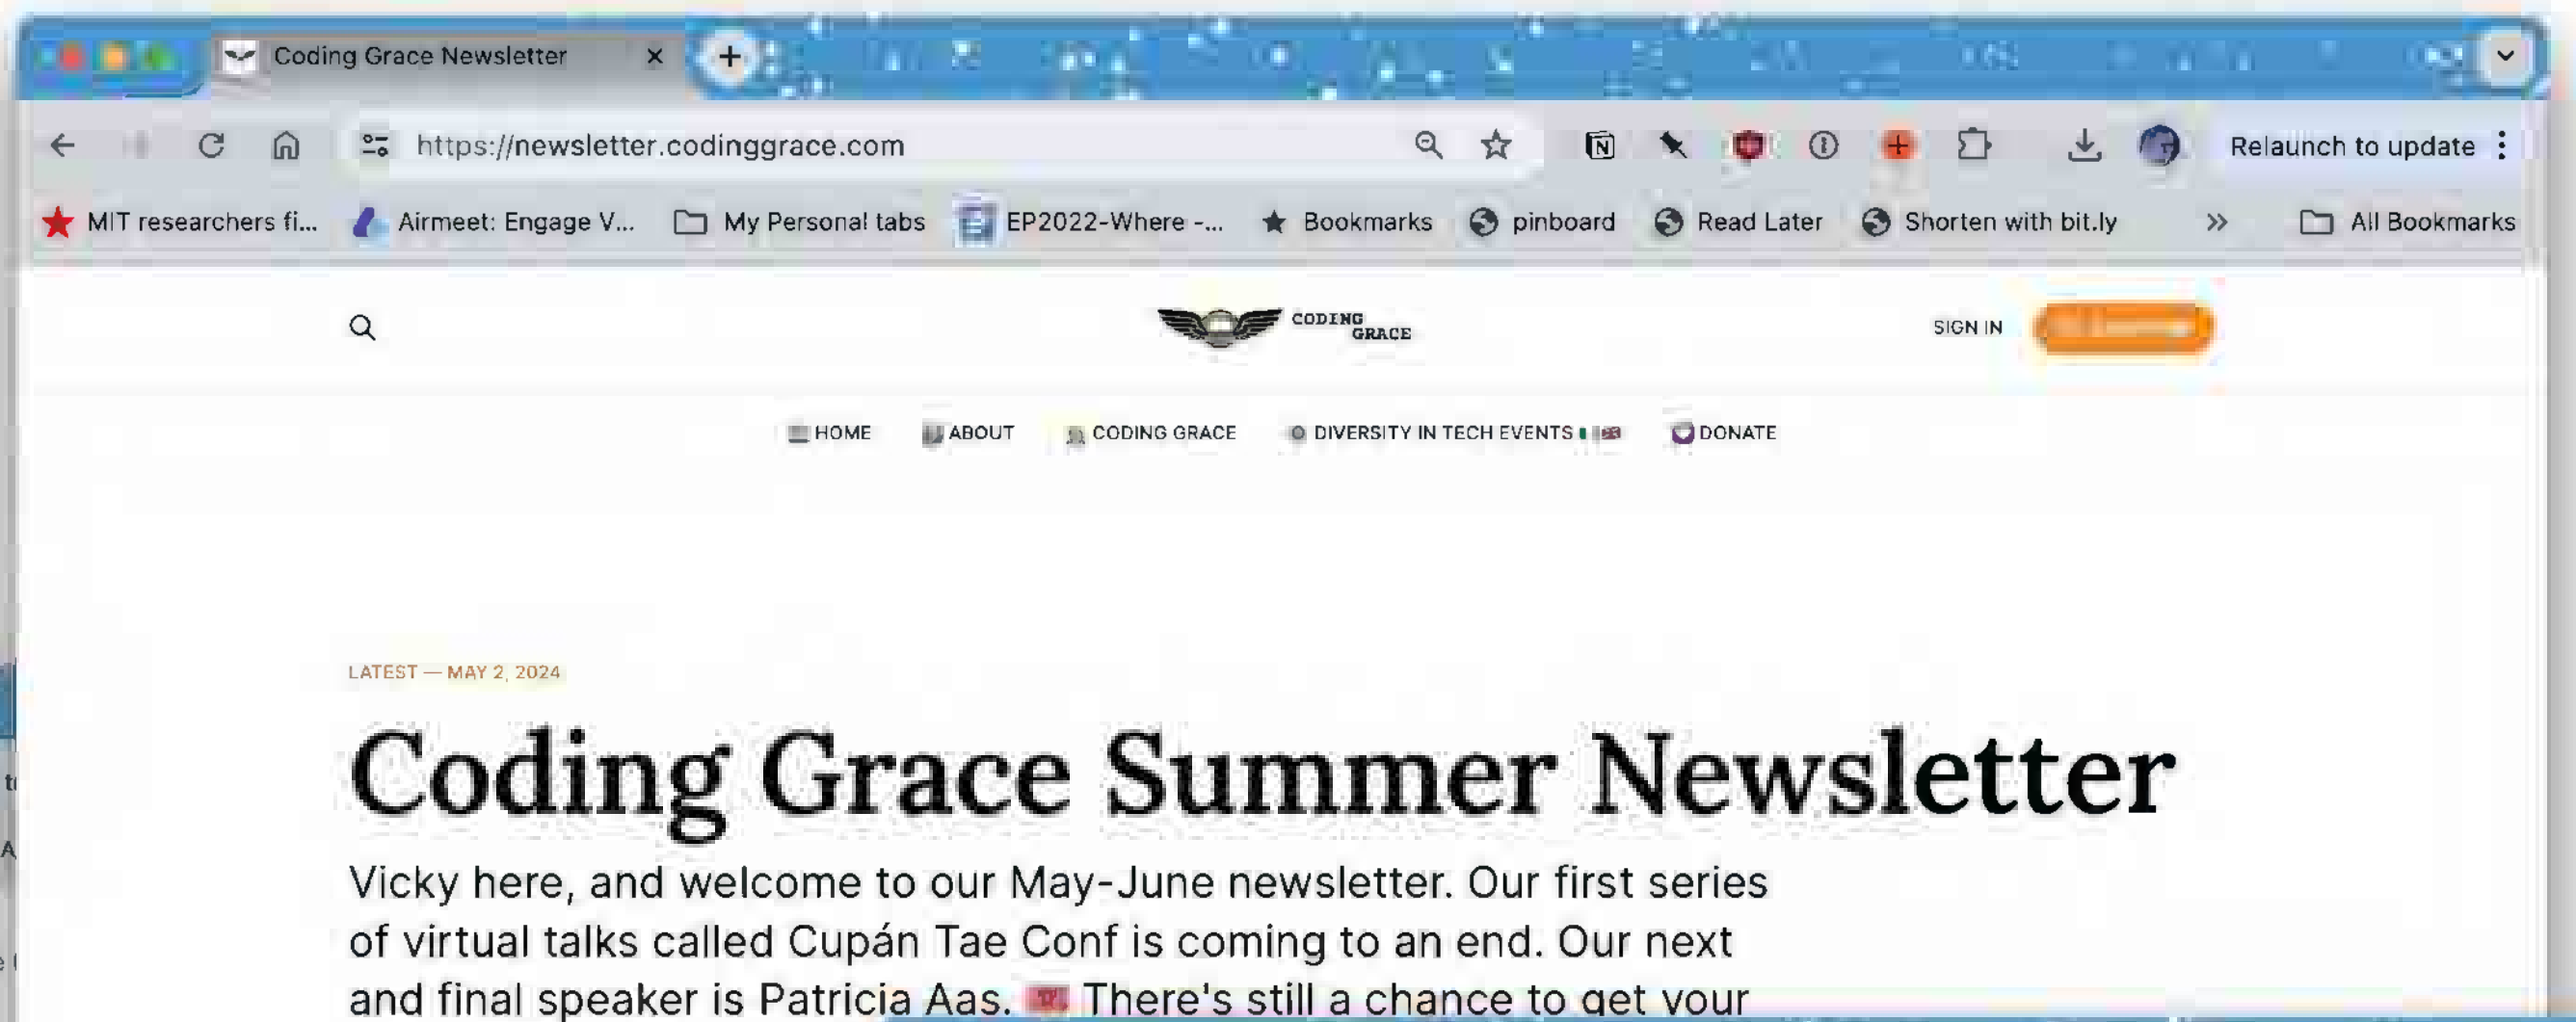 Coding Grace Newsletter
https://newsletter.codinggrace.com
Relaunch to update
MIT researchers fi... Airmeet: Engage V... My Personal tabs EP2022-Where -... Bookmarks pinboard Read Later Shorten with bit.ly All Bookmarks
CODING
GRACE
SIGN IN
HOME ABOUT CODING GRACE DIVERSITY IN TECH EVENTS DONATE
LATEST — MAY 2, 2024
Coding Grace Summer Newsletter
Vicky here, and welcome to our May-June newsletter. Our first series
of virtual talks called Cupán Tae Conf is coming to an end. Our next
and final speaker is Patricia Aas. There's still a chance to get your